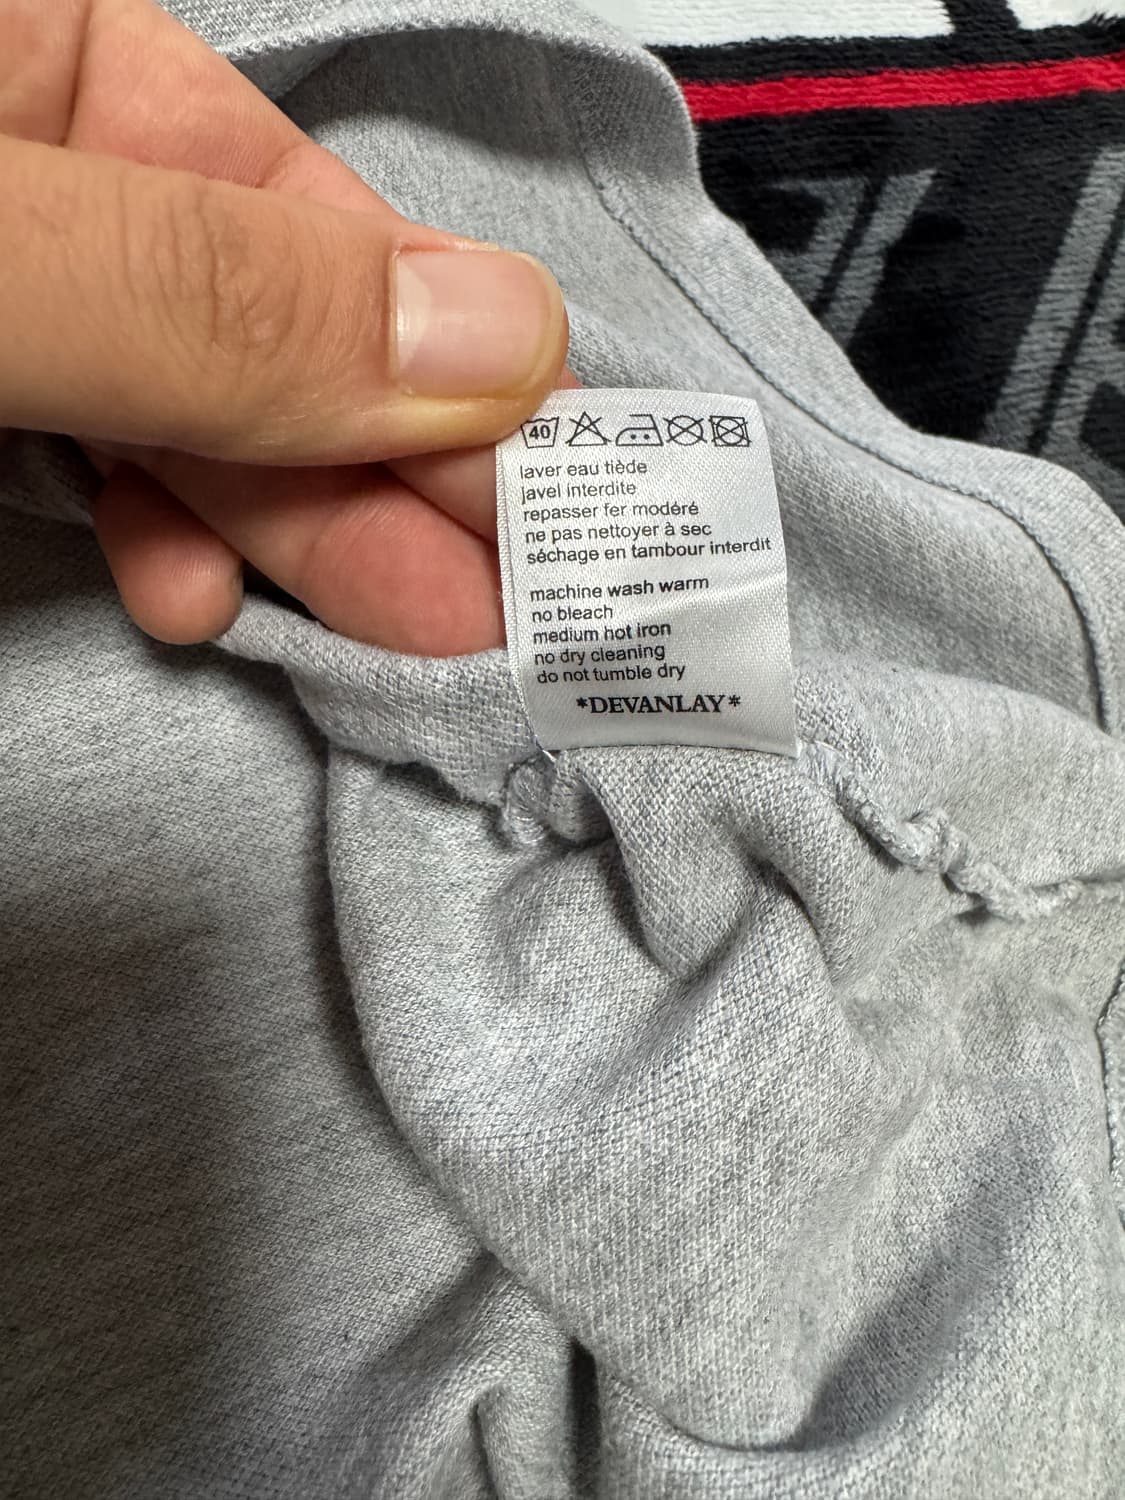 40
laver eau tiède
javel interdite
repasser fer modéré
ne pas nettoyer à sec
séchage en tambour interdit
machine wash warm
no bleach
medium hot iron
no dry cleaning
do not tumble dry
*DEVANLAY*